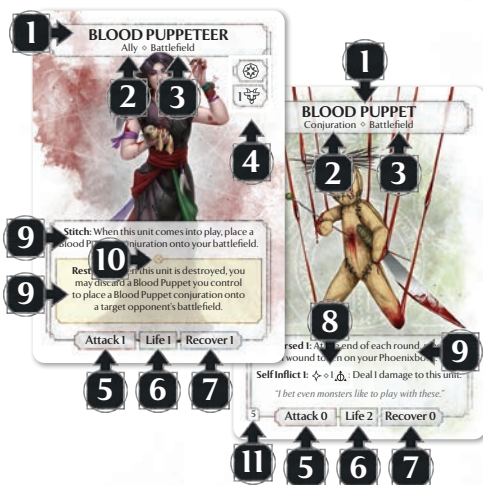 1
BLOOD PUPPETEER
Ally ⋄ Battlefield
2
3
1
4
1
BLOOD PUPPET
Conjuration ⋄ Battlefield
2
3
9
Stitch: When this unit comes into play, place a
conjuration onto your battlefield.
10
9
this unit is destroyed, you
may discard a Blood Puppet you control
to place a Blood Puppet conjuration onto
a target opponent's battlefield.
Attack 1
Life 1
Recover 1
5
6
7
8
1: end of each round,
wound on your
9
Self Inflict 1: ⋄ 1 : Deal 1 damage to this unit.
"I bet even monsters like to play with these."
5
Attack 0
Life 2
Recover 0
11
5
6
7